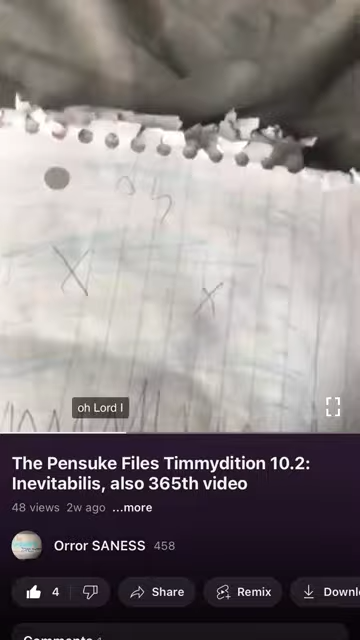 X X
oh Lord I
The Pensuke Files Timmydition 10.2:
Inevitabilis, also 365th video
48 views 2w ago ...more
Orror SANESS 458
4 Share Remix